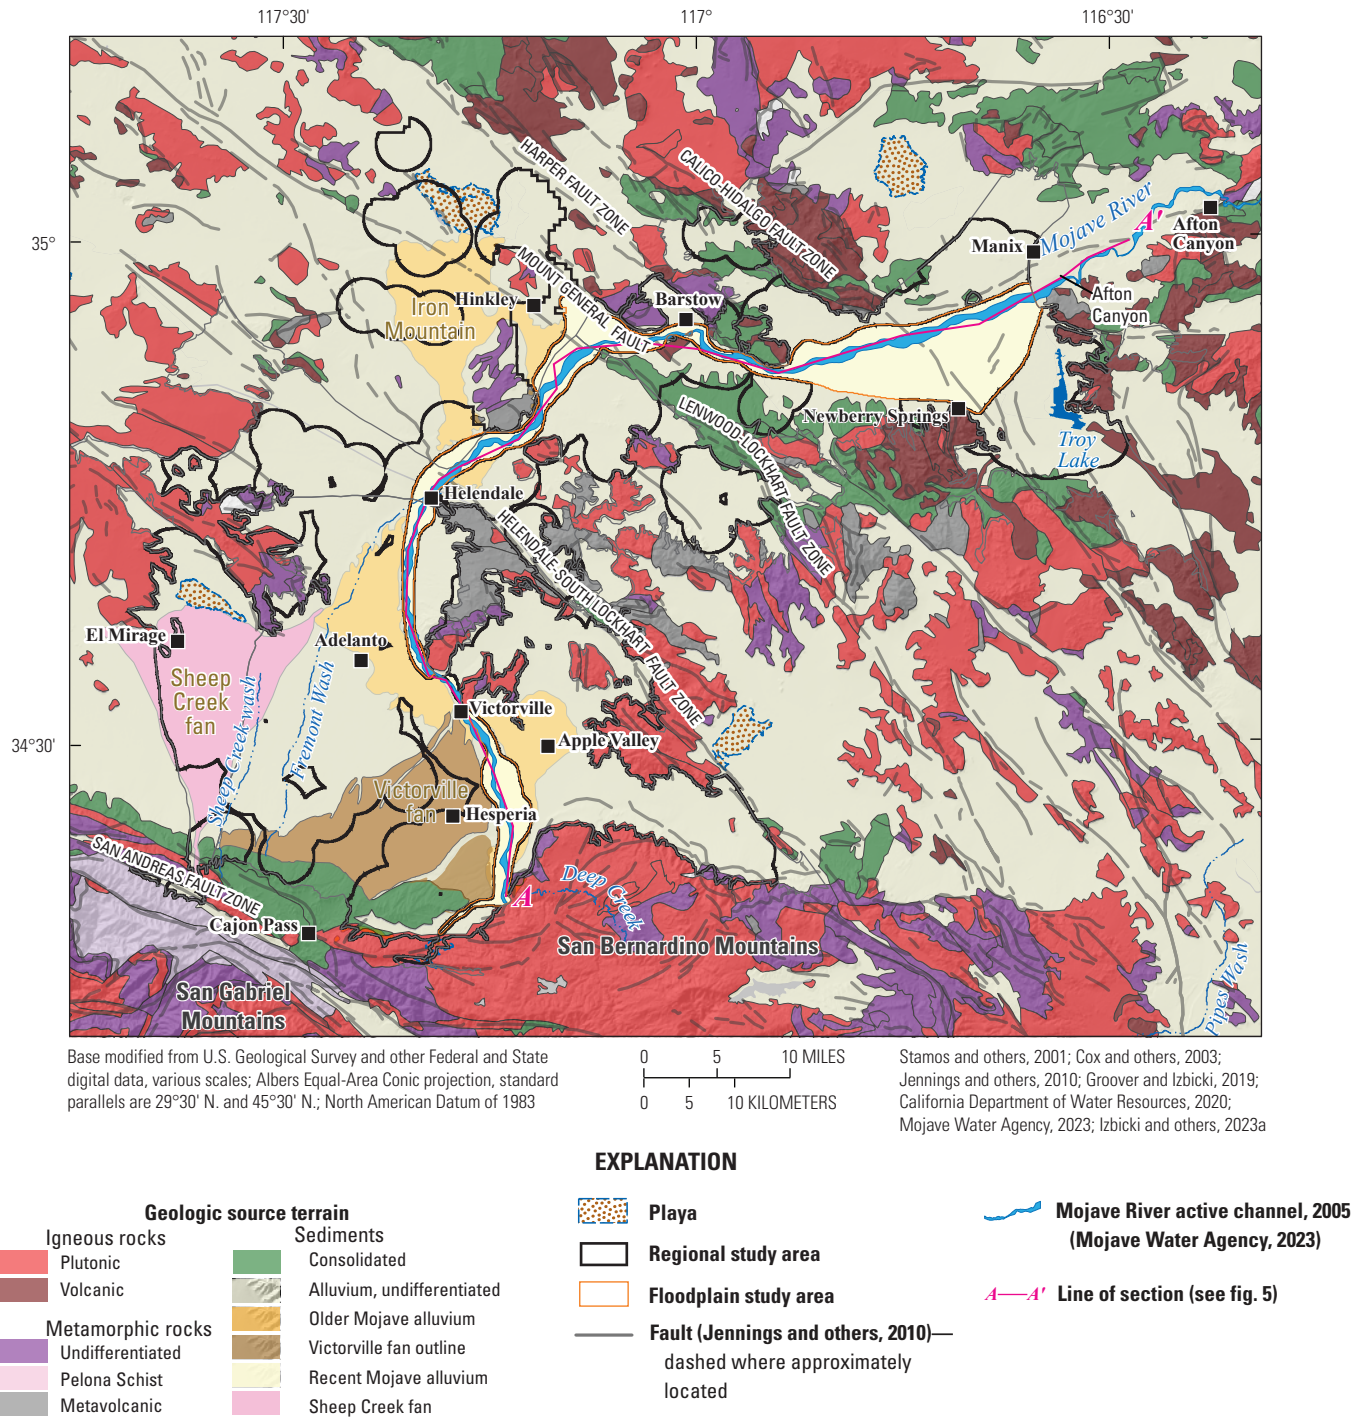 117°30'
117°
116°30'
35°
34°30'
HARPER FAULT ZONE
CALICO-HIDALGO FAULT ZONE
Mojave River
A'
Afton
Canyon
Manix
MOUNT GENERAL FAULT
Hinkley
Barstow
Afton
Canyon
Iron
Mountain
LENWOOD-LOCKHART FAULT ZONE
Newberry Springs
Troy
Lake
Helendale
HELENDALE-SOUTH LOCKHART FAULT ZONE
El Mirage
Adelanto
Sheep
Creek
fan
Sheep Creek wash
Fremont Wash
Victorville
Apple Valley
Victorville
fan
Hesperia
SAN ANDREAS FAULT ZONE
Deep Creek
A
Cajon Pass
San Bernardino Mountains
San Gabriel
Mountains
Pipes Wash
Base modified from U.S. Geological Survey and other Federal and State
digital data, various scales; Albers Equal-Area Conic projection, standard
parallels are 29°30' N. and 45°30' N.; North American Datum of 1983
0 5 10 MILES
0 5 10 KILOMETERS
Stamos and others, 2001; Cox and others, 2003;
Jennings and others, 2010; Groover and Izbicki, 2019;
California Department of Water Resources, 2020;
Mojave Water Agency, 2023; Izbicki and others, 2023a
EXPLANATION
Geologic source terrain
Igneous rocks
Plutonic
Volcanic
Metamorphic rocks
Undifferentiated
Pelona Schist
Metavolcanic
Sediments
Consolidated
Alluvium, undifferentiated
Older Mojave alluvium
Victorville fan outline
Recent Mojave alluvium
Sheep Creek fan
Playa
Regional study area
Floodplain study area
Fault (Jennings and others, 2010)—
dashed where approximately
located
Mojave River active channel, 2005
(Mojave Water Agency, 2023)
A—A' Line of section (see fig. 5)